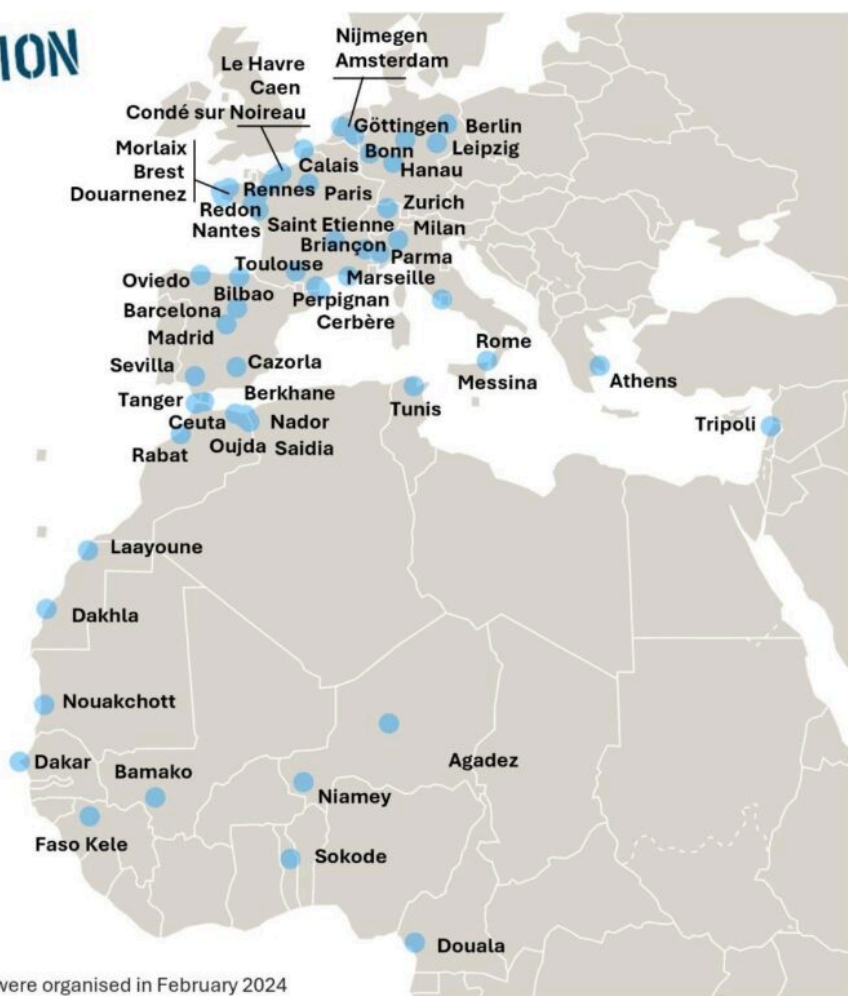 ION
Nijmegen
Amsterdam
Le Havre
Caen
Condé sur Noireau
Göttingen
Berlin
Morlaix
Brest
Douarnenez
Bonn
Leipzig
Calais
Hanau
Rennes
Paris
Redon
Zurich
Nantes
Saint Etienne
Milan
Briançon
Parma
Toulouse
Oviedo
Marseille
Bilbao
Perpignan
Barcelona
Cerbère
Madrid
Rome
Sevilla
Cazorla
Messina
Athens
Tanger
Berkhane
Tunis
Ceuta
Nador
Tripoli
Rabat
Oujda
Saidia
Laayoune
Dakhla
Nouakchott
Dakar
Bamako
Agadez
Niamey
Faso Kele
Sokode
Douala
were organised in February 2024